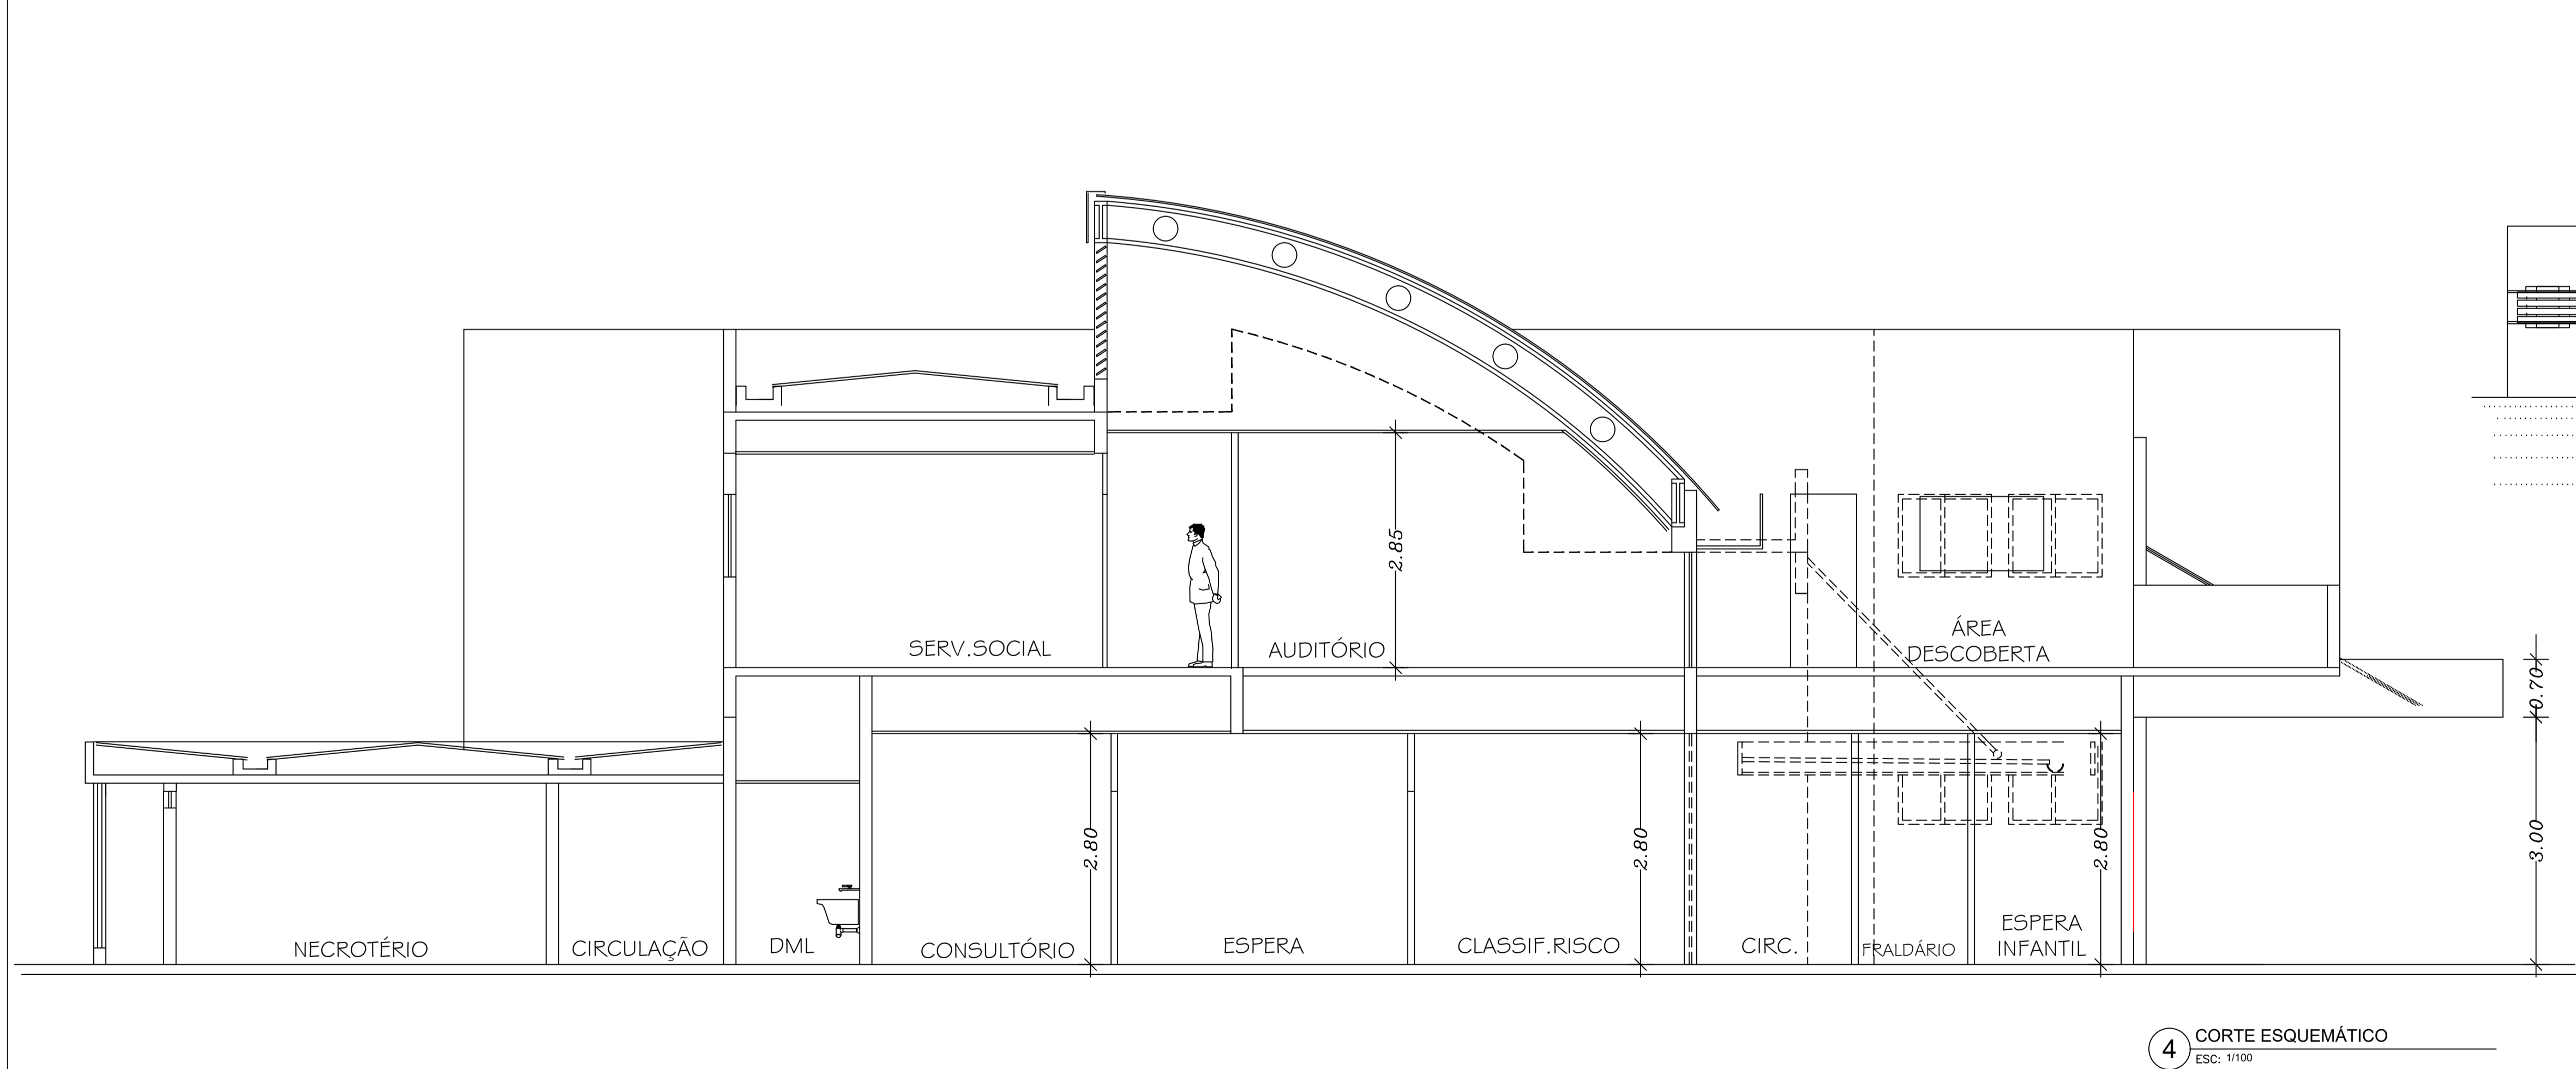 2.85
SERV.SOCIAL
AUDITÓRIO
ÁREA
DESCOBERTA
0.70
2.80
2.80
2.80
3.00
NECROTÉRIO
CIRCULAÇÃO
DML
CONSULTÓRIO
ESPERA
CLASSIF.RISCO
CIRC.
FRALDÁRIO
ESPERA
INFANTIL
4
CORTE ESQUEMÁTICO
ESC: 1/100